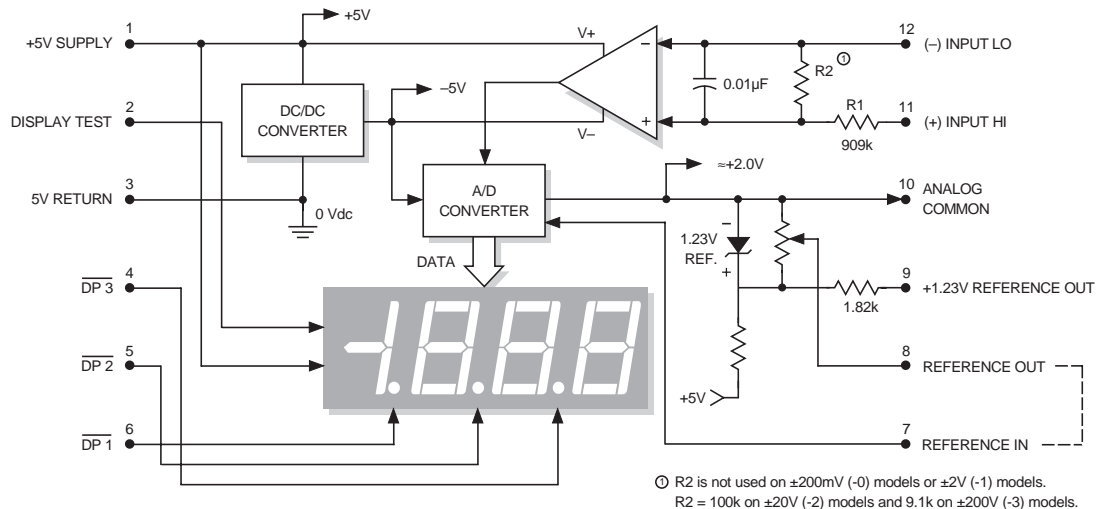 +5V
1
+5V SUPPLY
V+
12
(–) INPUT LO
–
R2 ①
0.01µF
–5V
2
DISPLAY TEST
DC/DC
CONVERTER
V–
+
R1
909k
11
(+) INPUT HI
≈+2.0V
3
5V RETURN
0 Vdc
A/D
CONVERTER
10
ANALOG
COMMON
–
1.23V
REF.
+
DATA
4
DP 3
9
+1.23V REFERENCE OUT
1.82k
-1.8.8.8
5
DP 2
8
REFERENCE OUT
+5V
6
DP 1
7
REFERENCE IN
① R2 is not used on ±200mV (-0) models or ±2V (-1) models.
R2 = 100k on ±20V (-2) models and 9.1k on ±200V (-3) models.